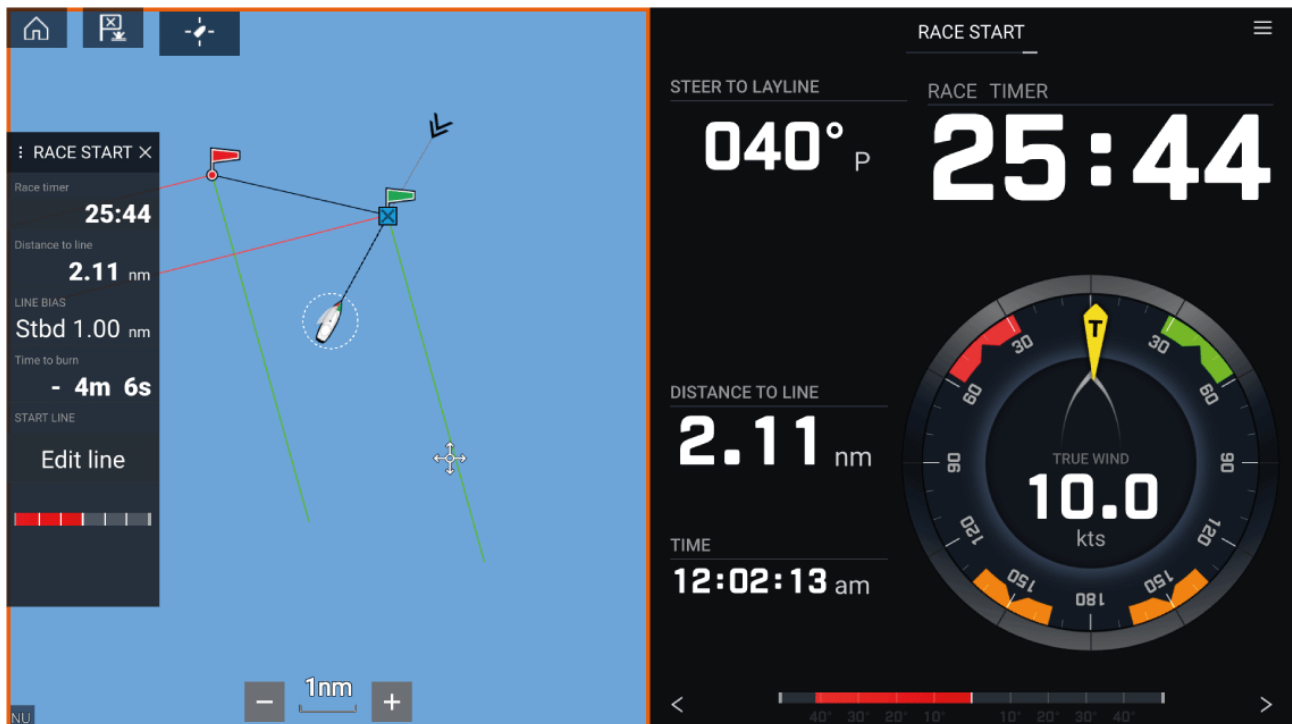 RACE START ×
Race timer
25:44
Distance to line
2.11 nm
LINE BIAS
Stbd 1.00 nm
Time to burn
- 4m 6s
START LINE
Edit line
1nm
NU
RACE START
STEER TO LAYLINE
040° P
RACE TIMER
25:44
DISTANCE TO LINE
2.11 nm
TIME
12:02:13 am
T
30 30
60 60
90 90
120 120
150 150
180
TRUE WIND
10.0
kts
40° 30° 20° 10° 10° 20° 30° 40°